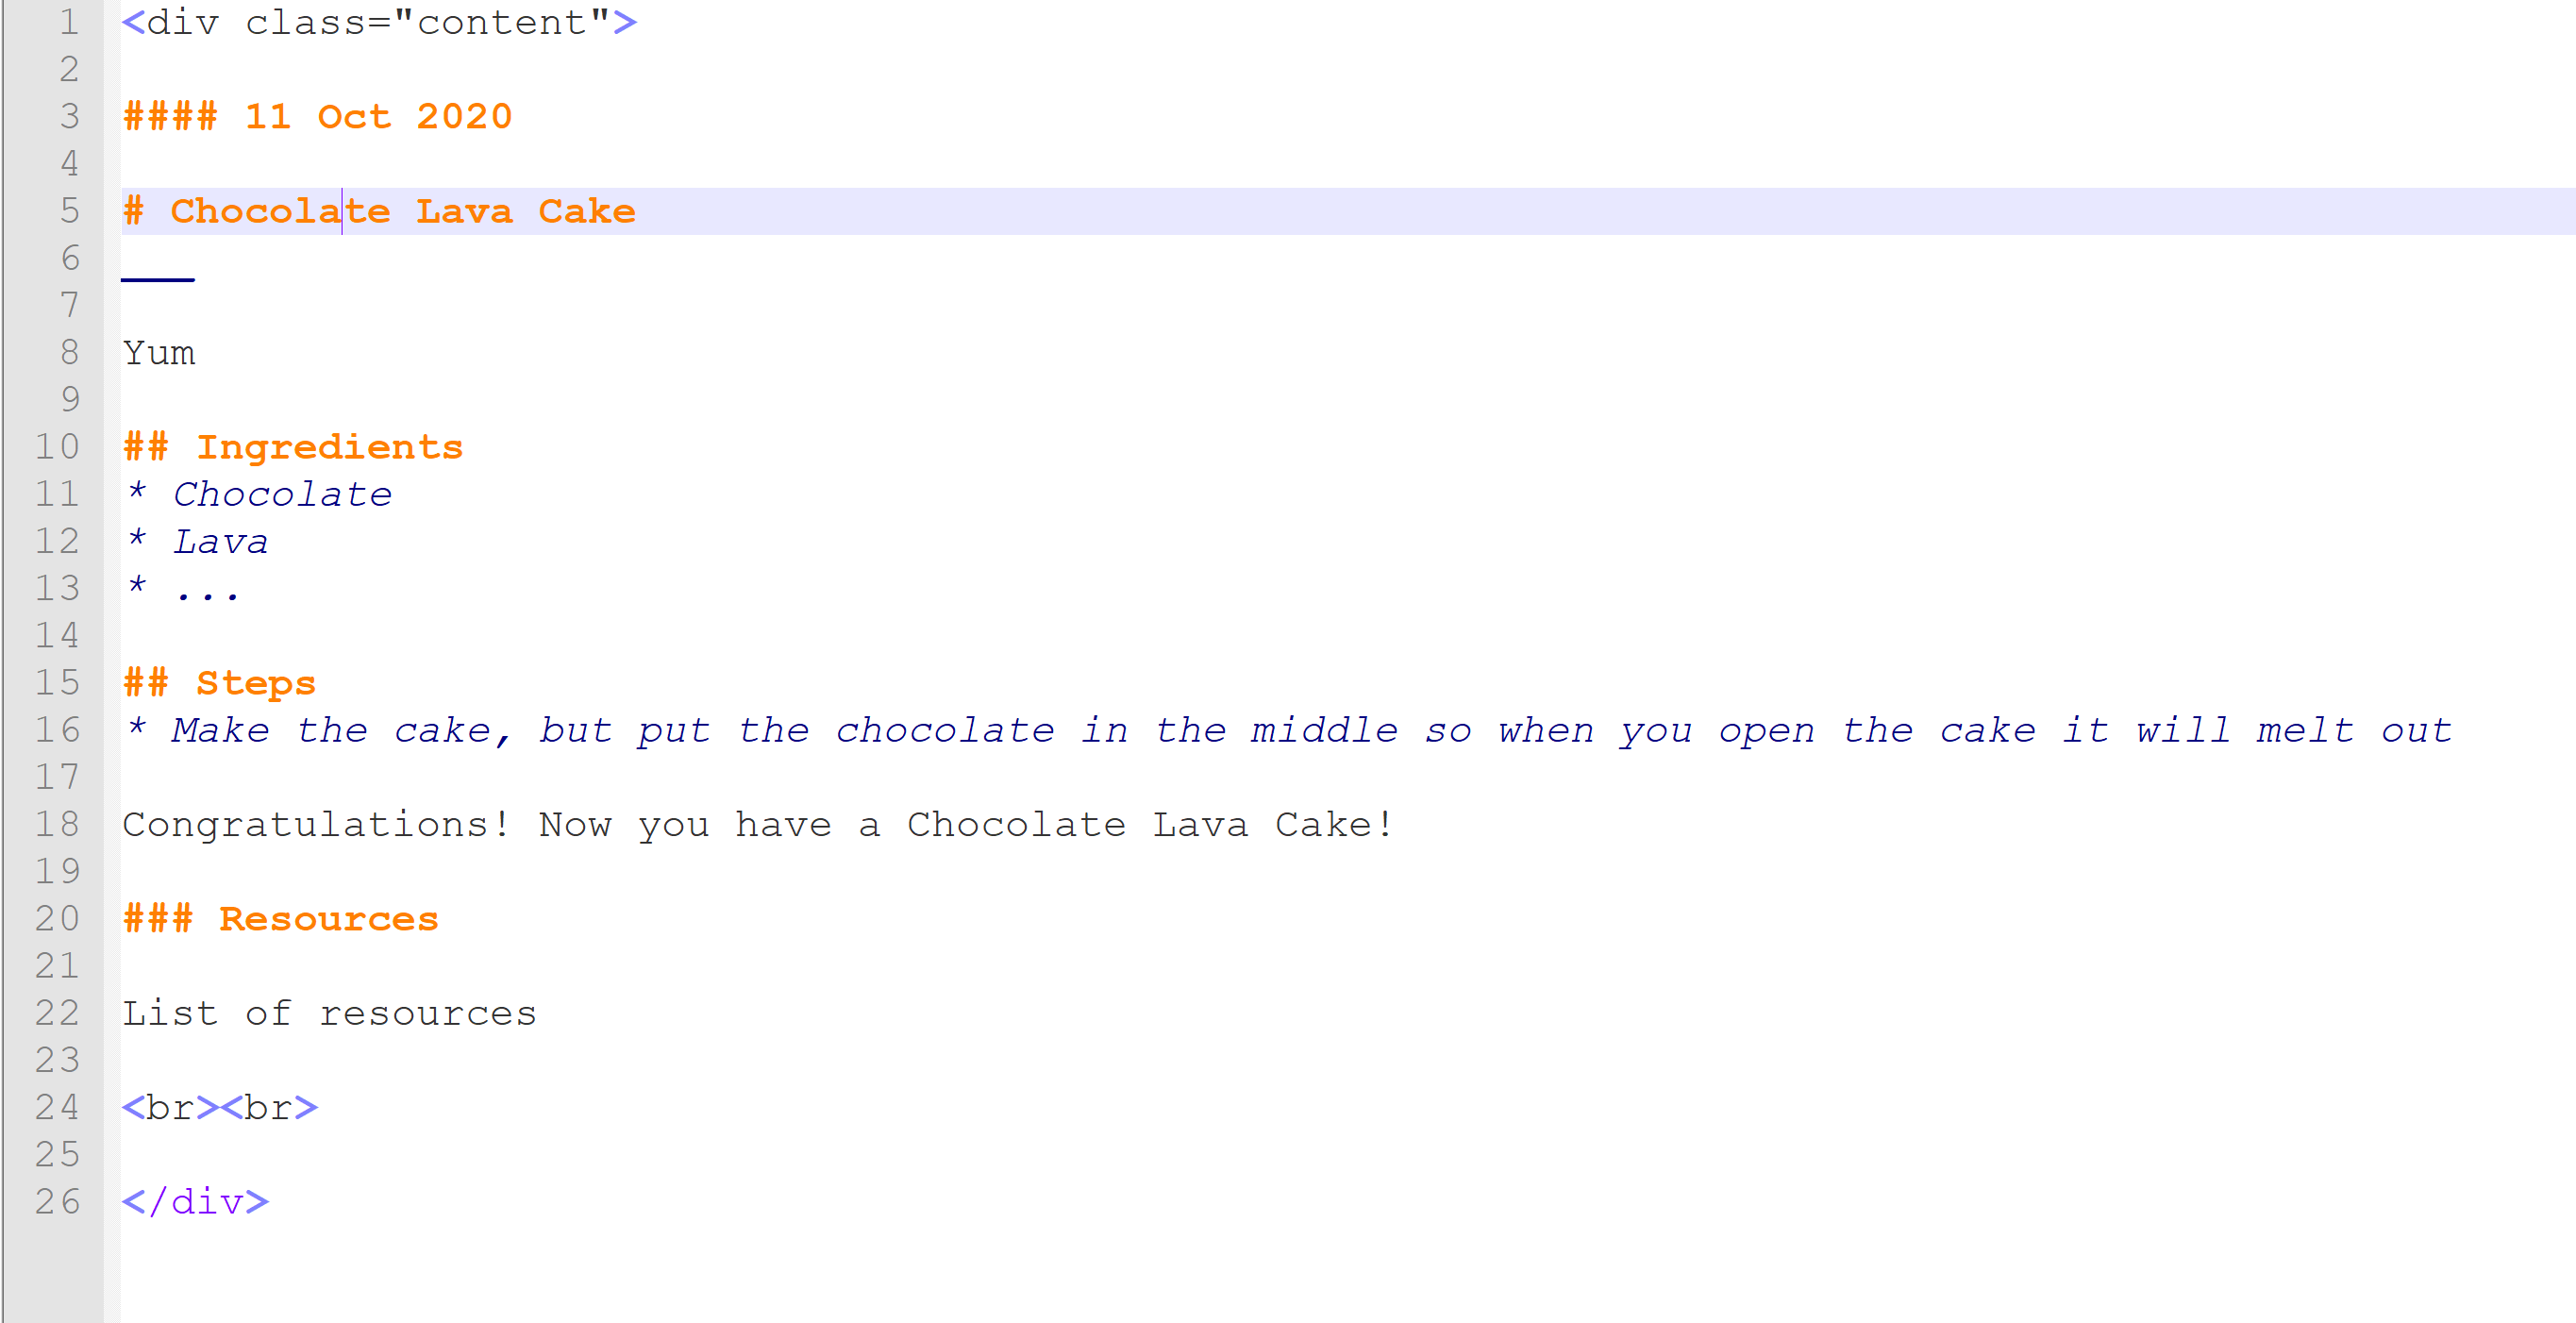 1 <div class="content">
2
3 #### 11 Oct 2020
4
5 # Chocolate Lava Cake
6 ___
7
8 Yum
9
10 ## Ingredients
11 * Chocolate
12 * Lava
13 * ...
14
15 ## Steps
16 * Make the cake, but put the chocolate in the middle so when you open the cake it will melt out
17
18 Congratulations! Now you have a Chocolate Lava Cake!
19
20 ### Resources
21
22 List of resources
23
24 <br><br>
25
26 </div>